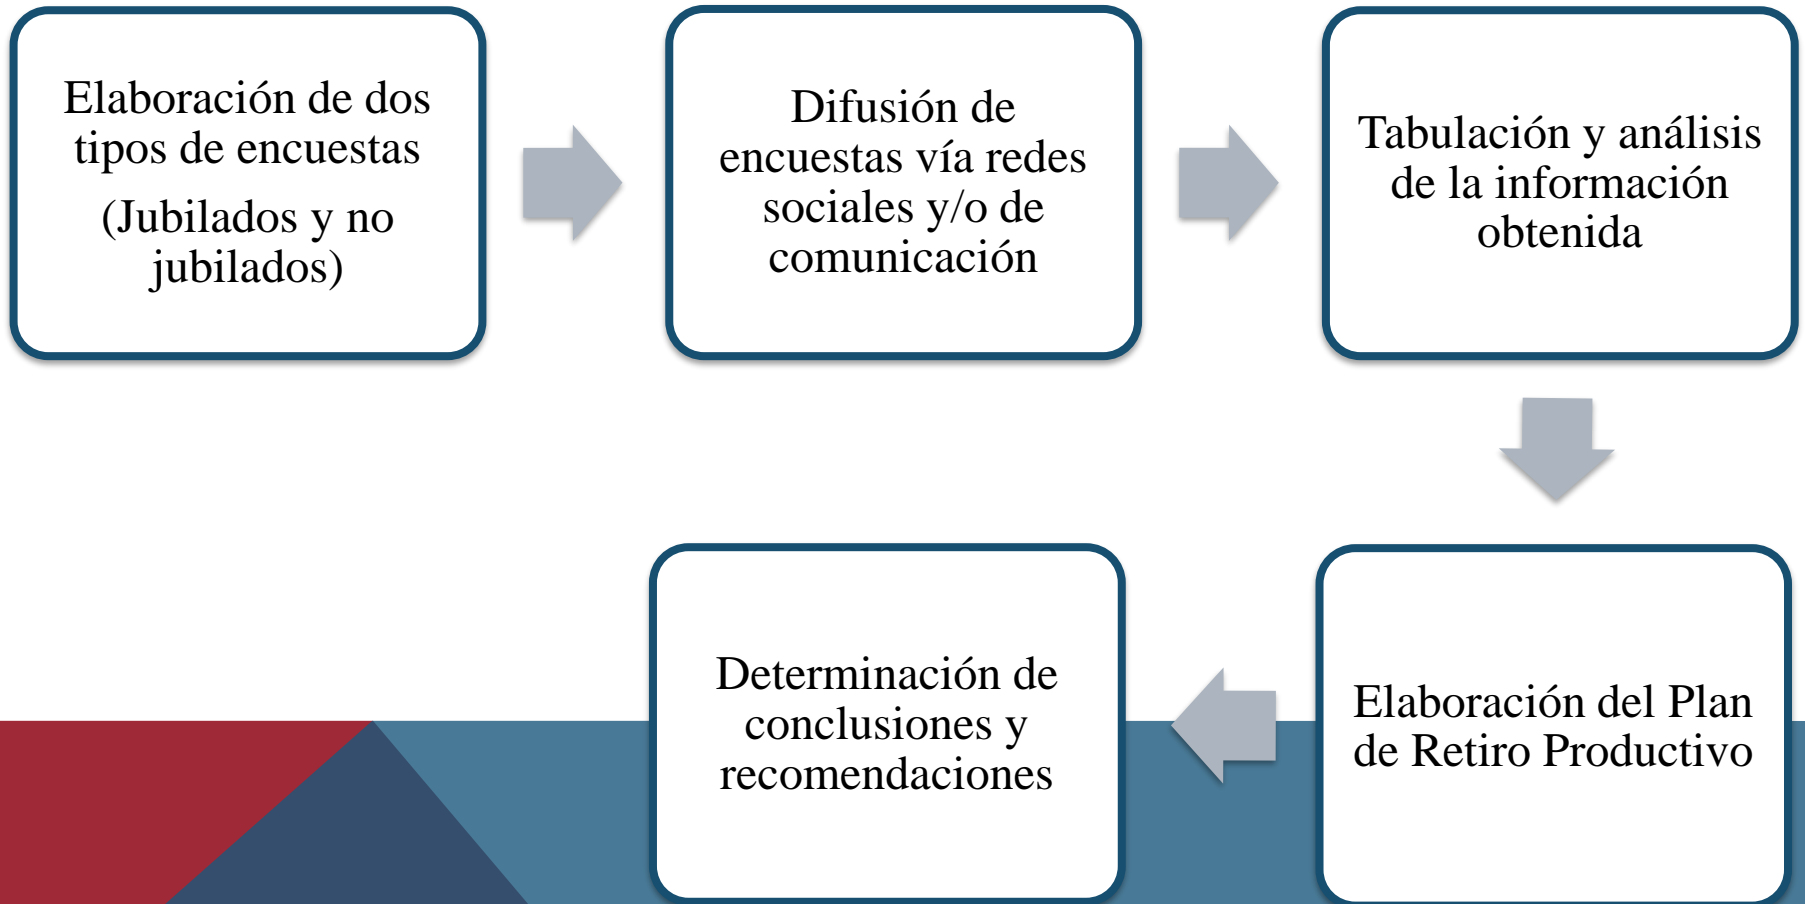 Elaboración de dos
tipos de encuestas
(Jubilados y no
jubilados)
Difusión de
encuestas vía redes
sociales y/o de
comunicación
Tabulación y análisis
de la información
obtenida
Elaboración del Plan
de Retiro Productivo
Determinación de
conclusiones y
recomendaciones